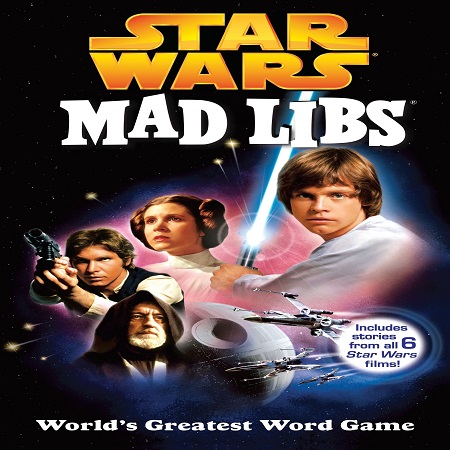 STAR
WARS®
MAD LIBS®
Includes
stories
from all 6
Star Wars
films!
World's Greatest Word Game